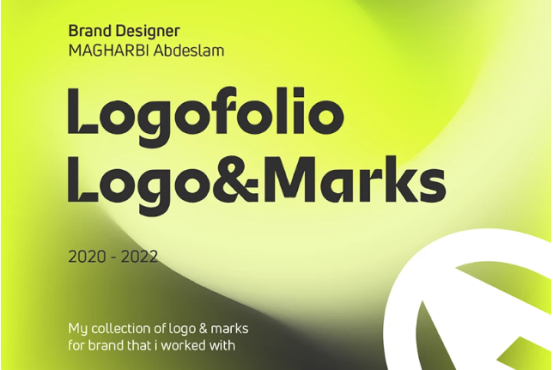 Brand Designer
MAGHARBI Abdeslam
Logofolio
Logo&Marks
2020 - 2022
My collection of logo & marks
for brand that i worked with